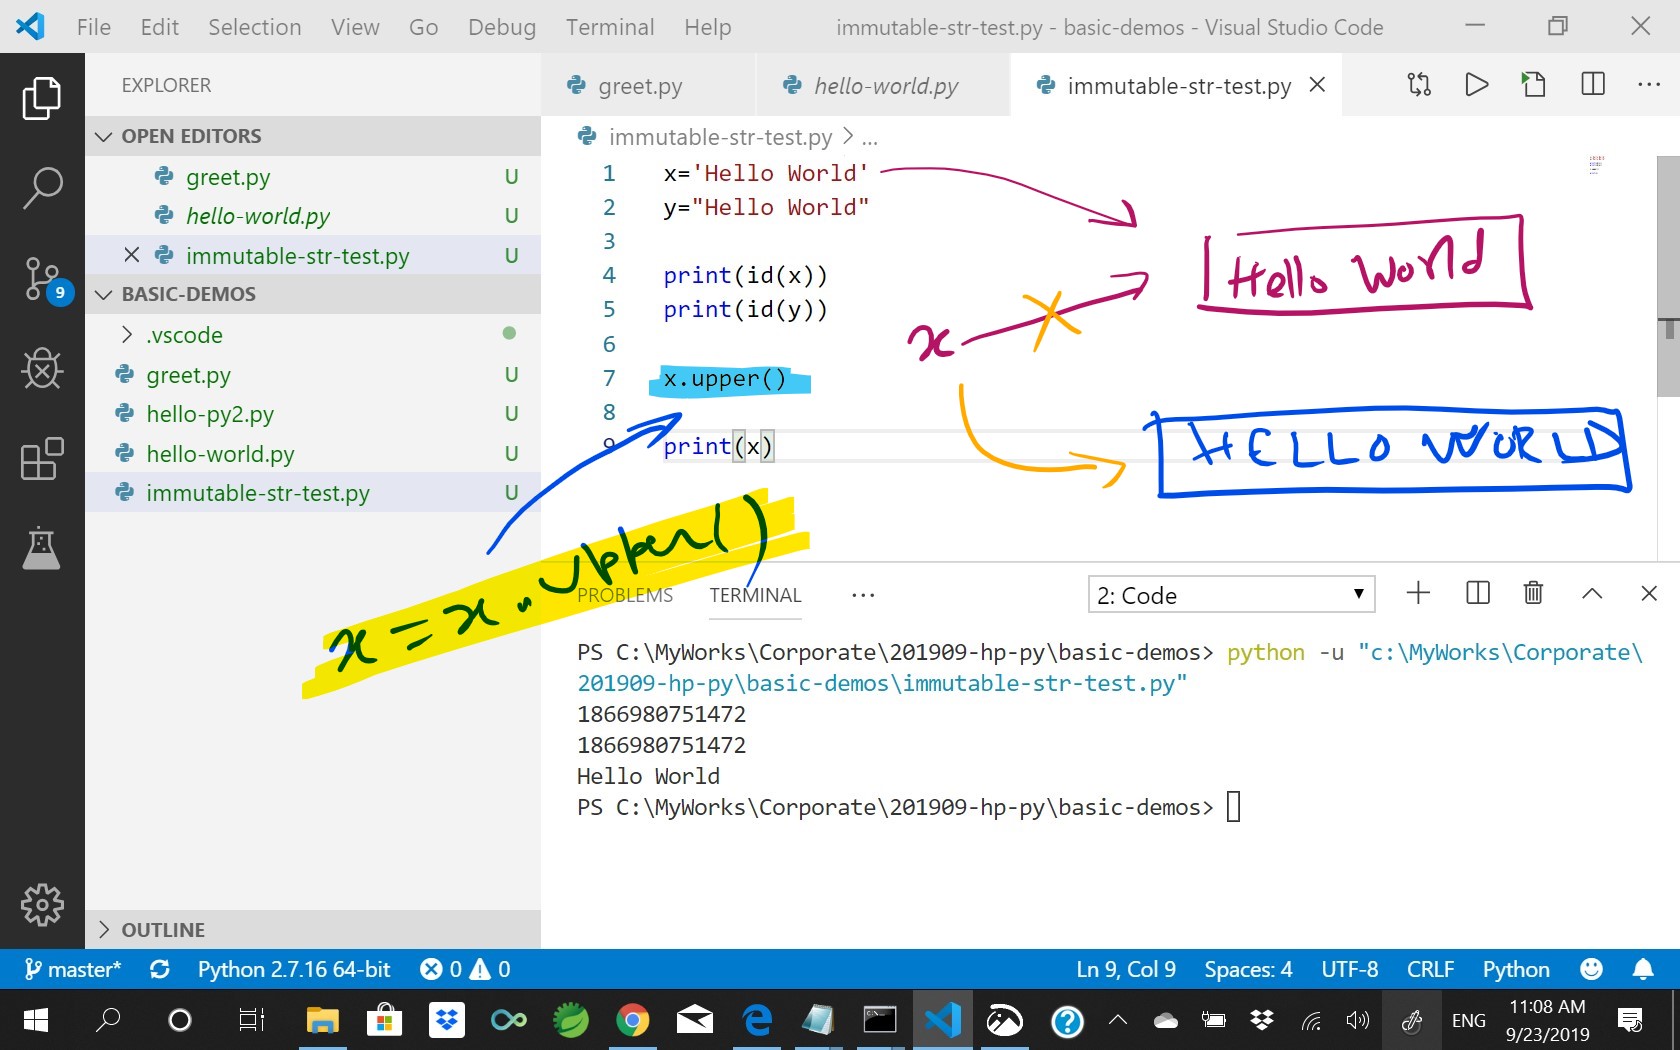 File Edit Selection View Go Debug Terminal Help immutable-str-test.py - basic-demos - Visual Studio Code
EXPLORER
OPEN EDITORS
greet.py U
hello-world.py U
immutable-str-test.py U
BASIC-DEMOS
.vscode
greet.py U
hello-py2.py U
hello-world.py U
immutable-str-test.py U
OUTLINE
9
greet.py hello-world.py immutable-str-test.py
immutable-str-test.py > ...
1 x='Hello World'
2 y="Hello World"
3
4 print(id(x))
5 print(id(y))
6
7 x.upper()
8
9 print(x)
Hello World
x
HELLO WORLD
x = x.upper()
PROBLEMS TERMINAL ... 2: Code
PS C:\MyWorks\Corporate\201909-hp-py\basic-demos> python -u "c:\MyWorks\Corporate\
201909-hp-py\basic-demos\immutable-str-test.py"
1866980751472
1866980751472
Hello World
PS C:\MyWorks\Corporate\201909-hp-py\basic-demos>
master* Python 2.7.16 64-bit 0 0 Ln 9, Col 9 Spaces: 4 UTF-8 CRLF Python
ENG 11:08 AM
9/23/2019